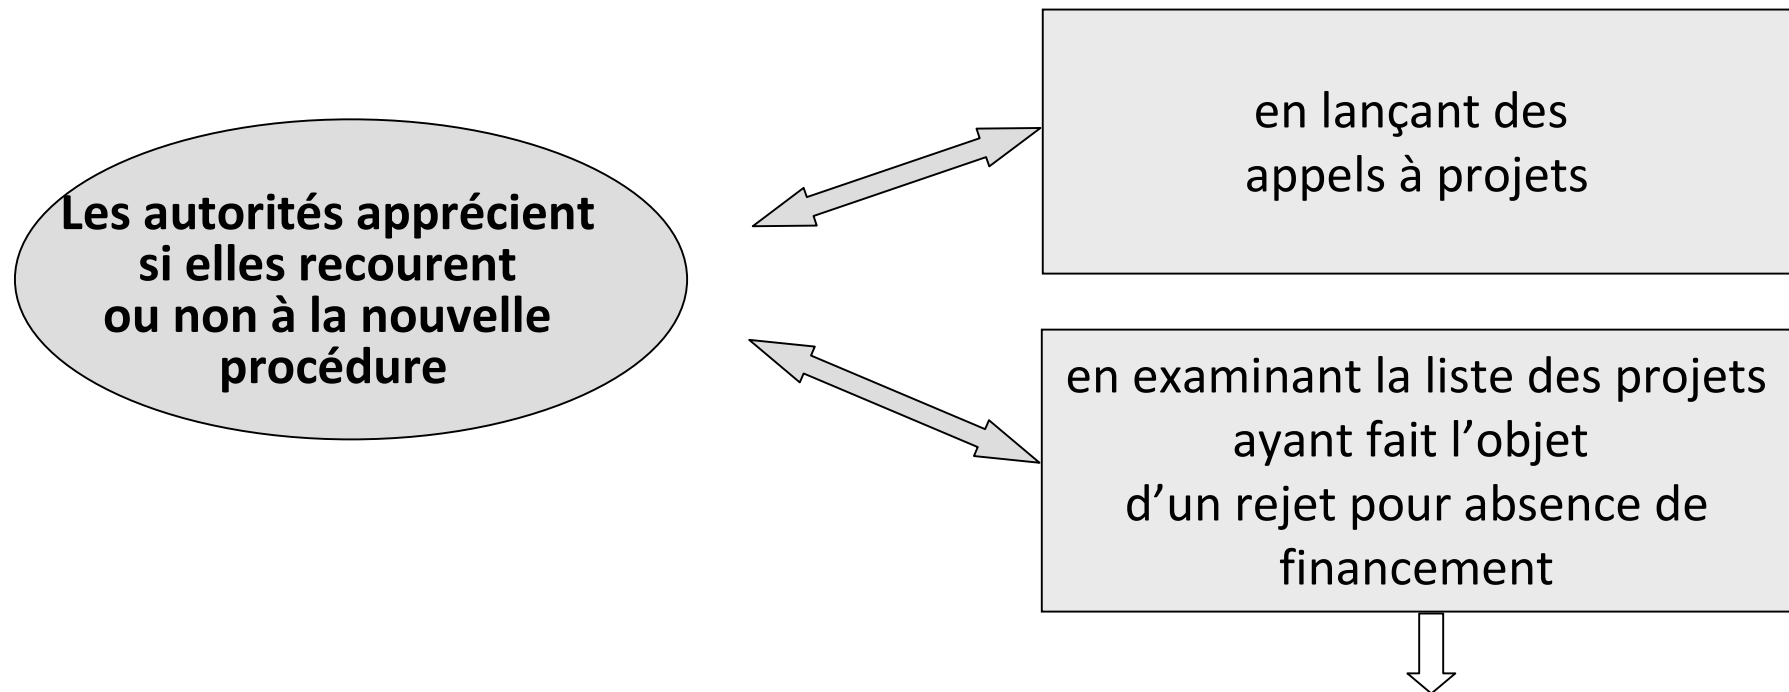 Les autorités apprécient
si elles recourent
ou non à la nouvelle
procédure
en lançant des
appels à projets
en examinant la liste des projets
ayant fait l’objet
d’un rejet pour absence de
financement